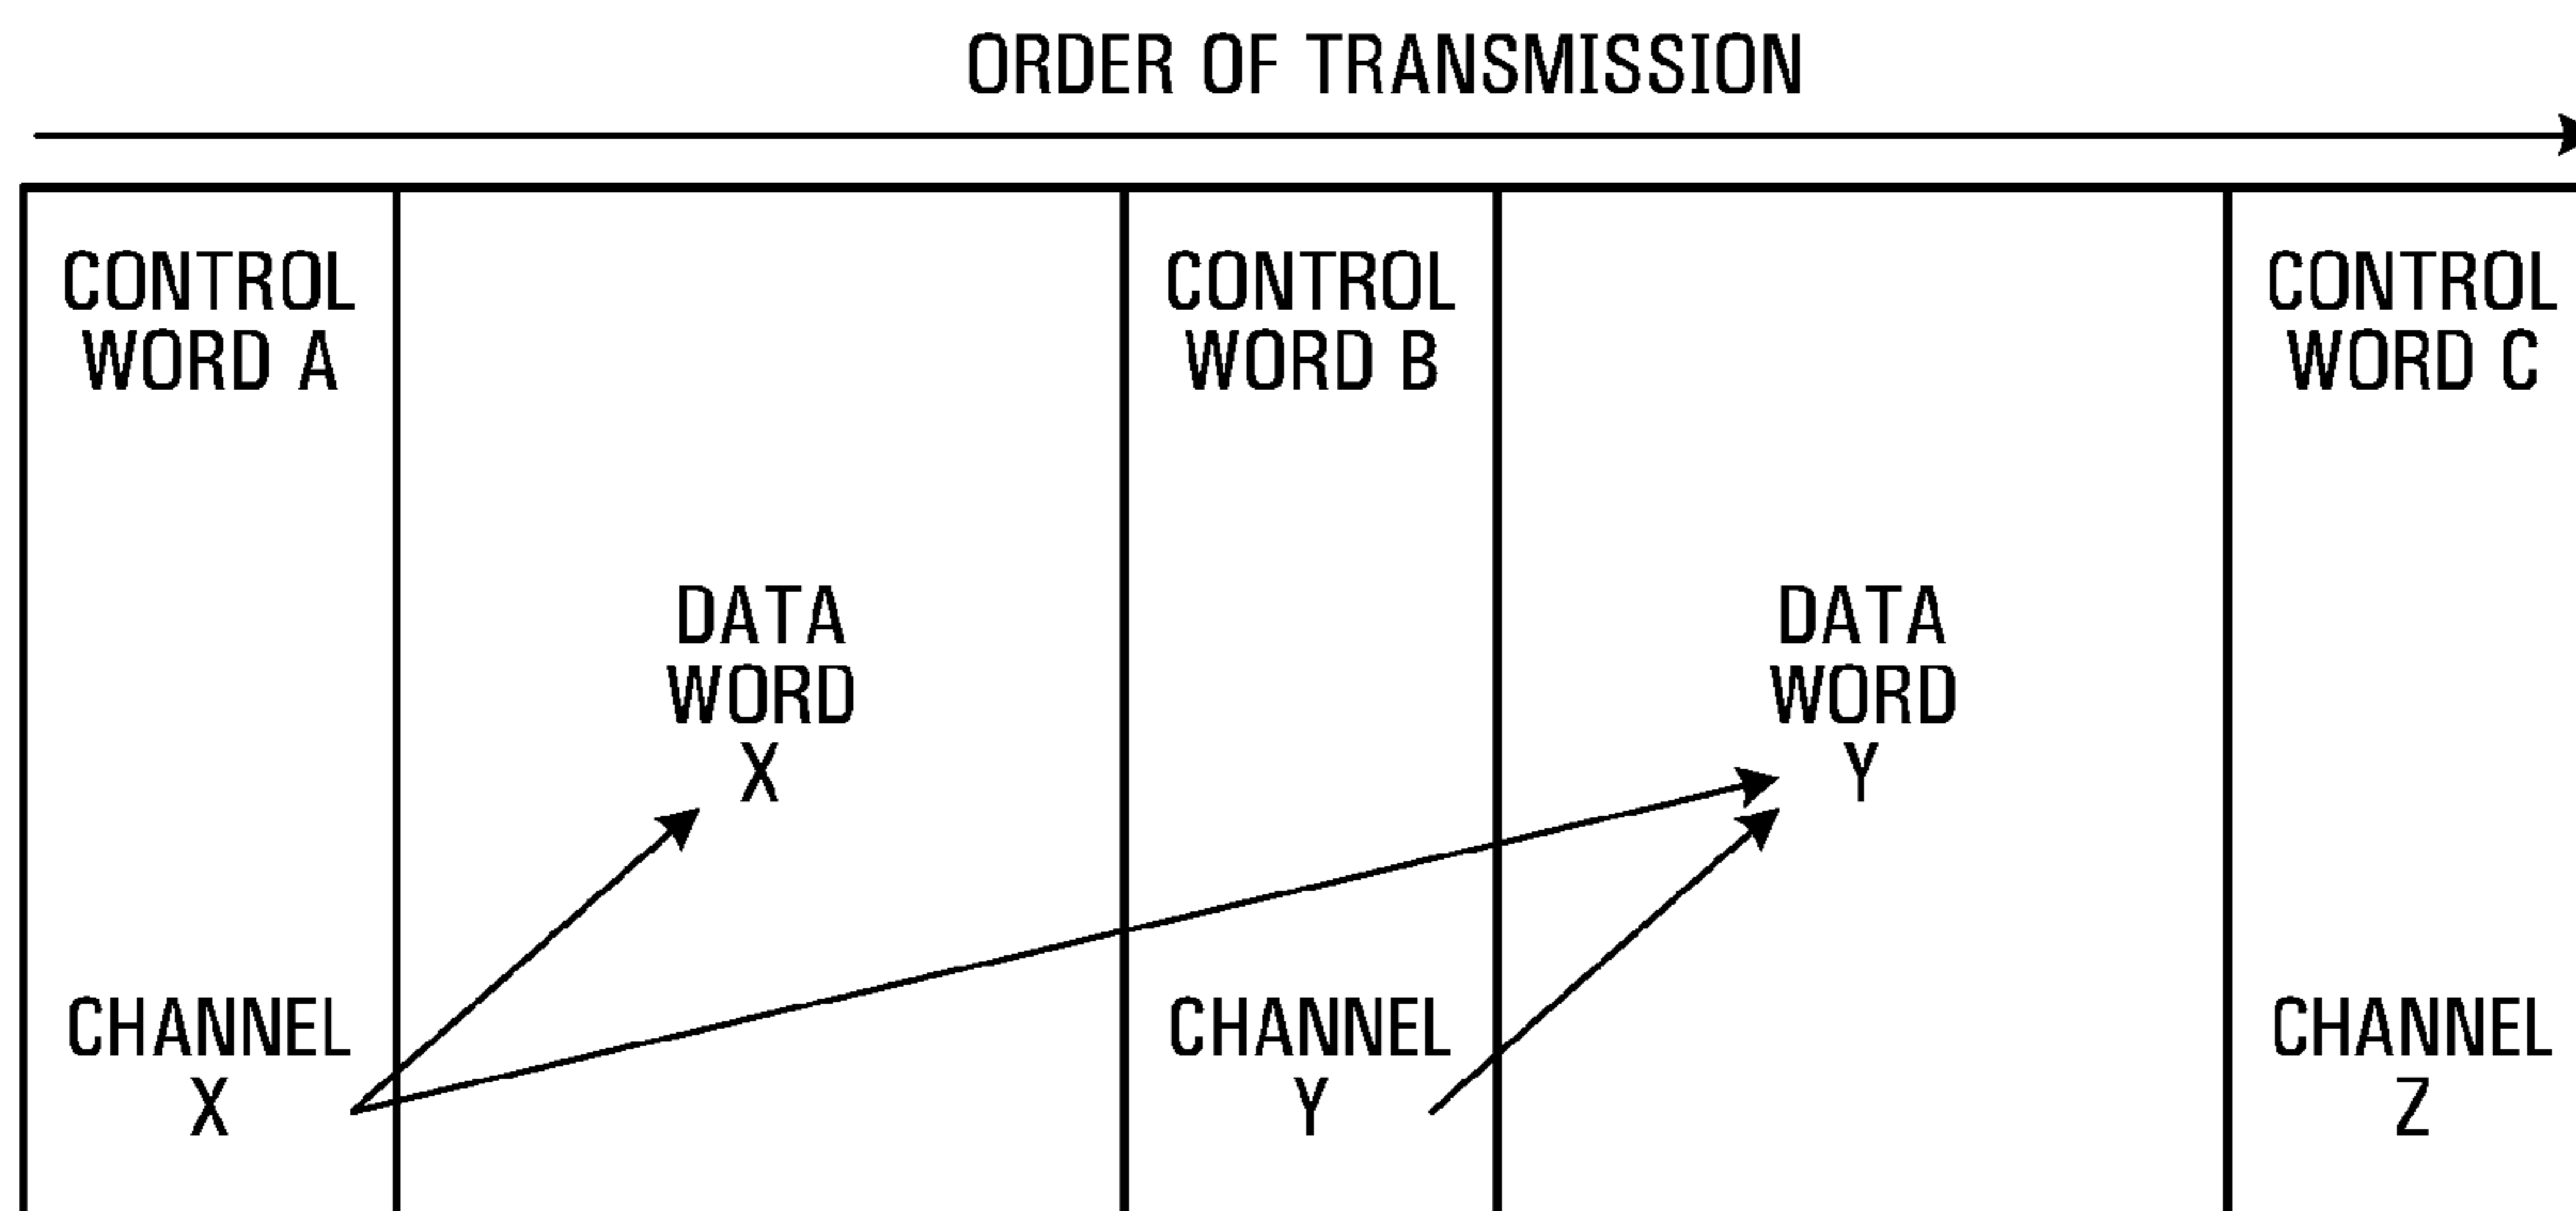 ORDER OF TRANSMISSION
CONTROL
WORD A
CHANNEL
X
DATA
WORD
X
CONTROL
WORD B
CHANNEL
Y
DATA
WORD
Y
CONTROL
WORD C
CHANNEL
Z